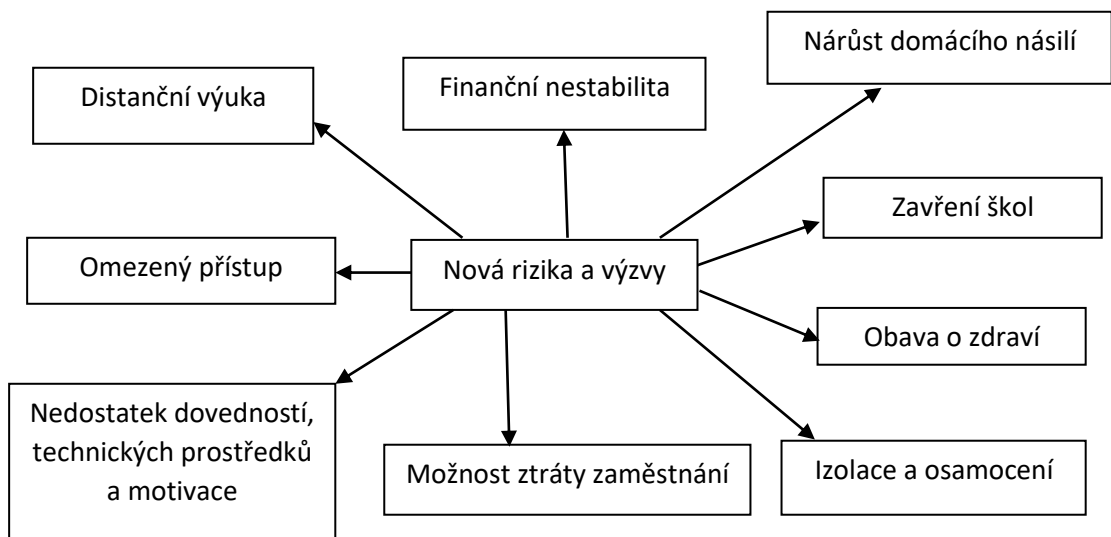 Nárůst domácího násilí
Distanční výuka
Finanční nestabilita
Zavření škol
Omezený přístup
Nová rizika a výzvy
Obava o zdraví
Nedostatek dovedností,
technických prostředků
a motivace
Možnost ztráty zaměstnání
Izolace a osamocení